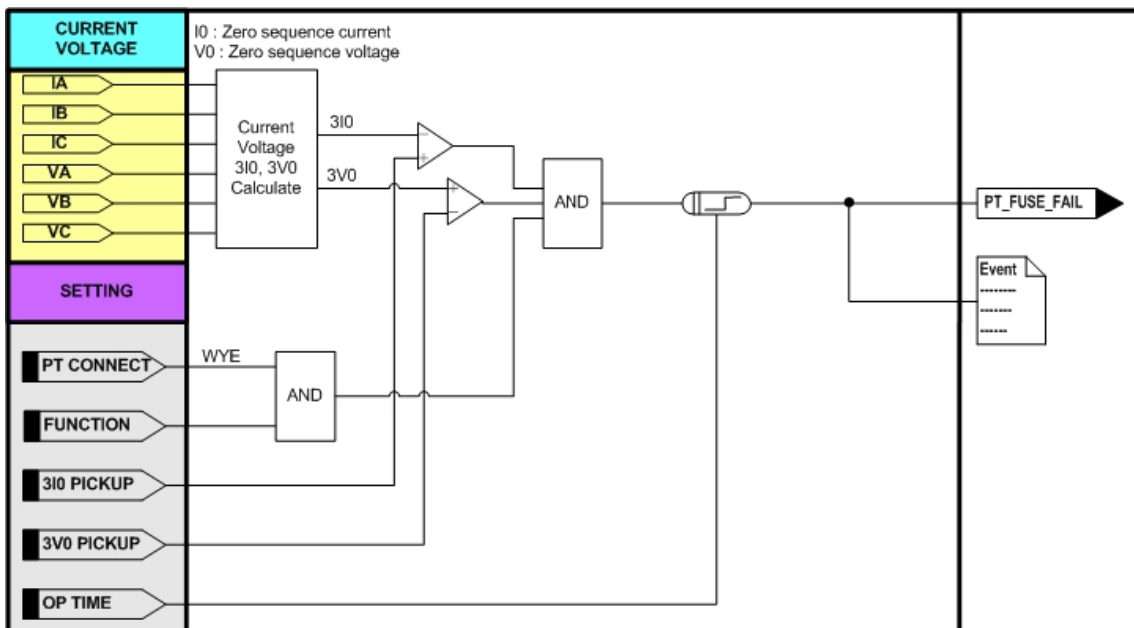 CURRENT
VOLTAGE
I0 : Zero sequence current
V0 : Zero sequence voltage
IA
IB
IC
VA
VB
VC
Current
Voltage
3I0, 3V0
Calculate
3I0
3V0
- 
+
+
-
AND
PT_FUSE_FAIL
Event
--------
-------
------
SETTING
PT CONNECT
WYE
AND
FUNCTION
3I0 PICKUP
3V0 PICKUP
OP TIME